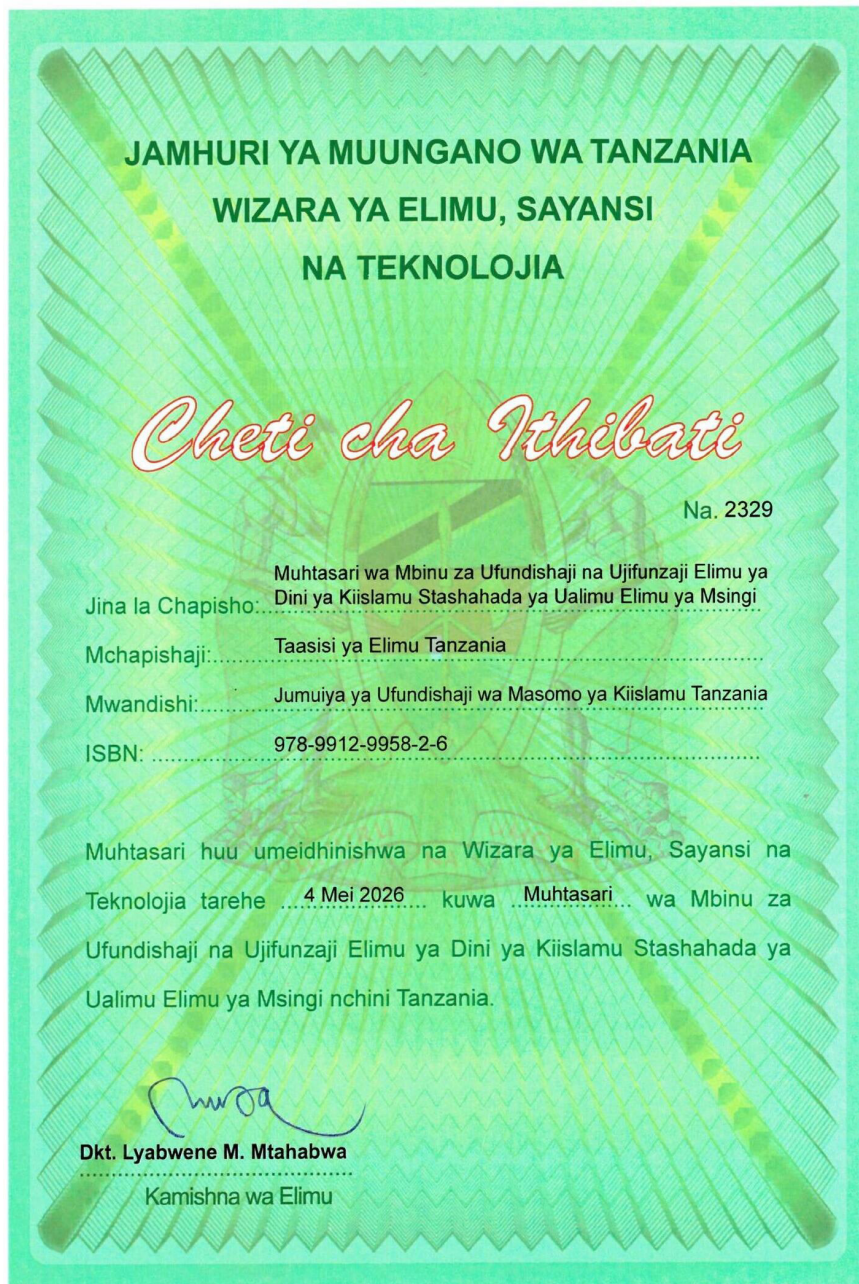 JAMHURI YA MUUNGANO WA TANZANIA
WIZARA YA ELIMU, SAYANSI
NA TEKNOLOJIA
Cheti cha Ithibati
Na. 2329
Jina la Chapisho: Muhtasari wa Mbinu za Ufundishaji na Ujifunzaji Elimu ya
Dini ya Kiislamu Stashahada ya Ualimu Elimu ya Msingi
Mchapishaji: Taasisi ya Elimu Tanzania
Mwandishi: Jumuiya ya Ufundishaji wa Masomo ya Kiislamu Tanzania
ISBN: 978-9912-9958-2-6
Muhtasari huu umeidhinishwa na Wizara ya Elimu, Sayansi na
Teknolojia tarehe 4 Mei 2026 kuwa Muhtasari wa Mbinu za
Ufundishaji na Ujifunzaji Elimu ya Dini ya Kiislamu Stashahada ya
Ualimu Elimu ya Msingi nchini Tanzania.
Dkt. Lyabwene M. Mtahabwa
Kamishna wa Elimu